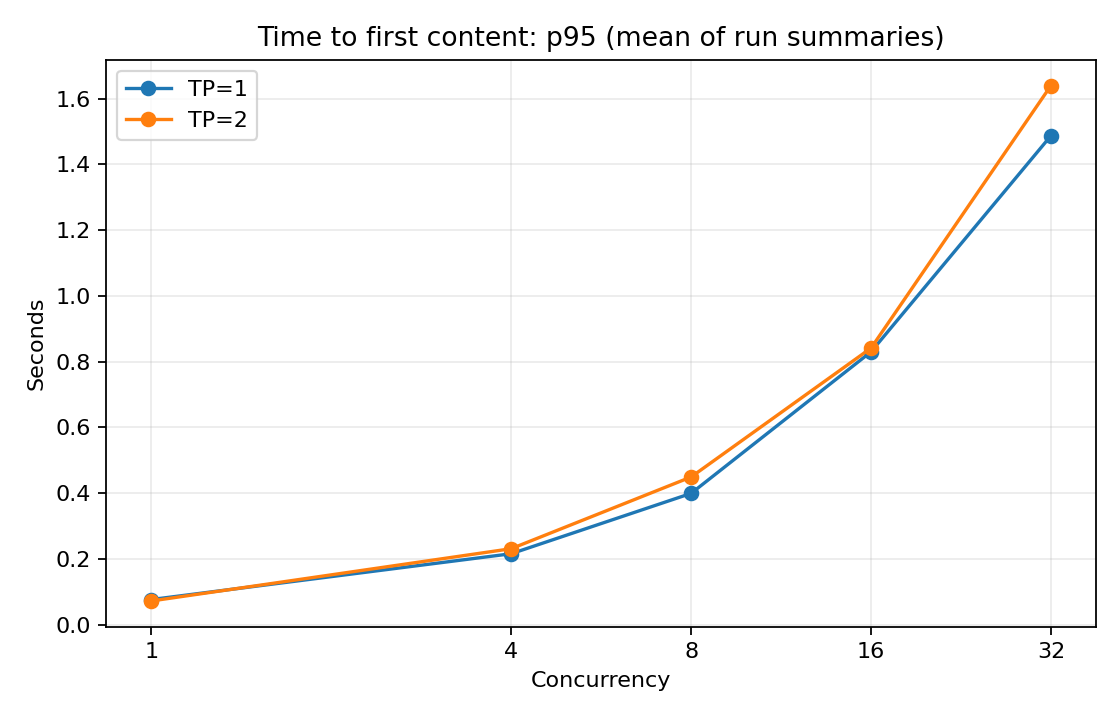 Time to first content: p95 (mean of run summaries)
TP=1
TP=2
1.6
1.4
1.2
1.0
0.8
0.6
0.4
0.2
0.0
Seconds
1 4 8 16 32
Concurrency